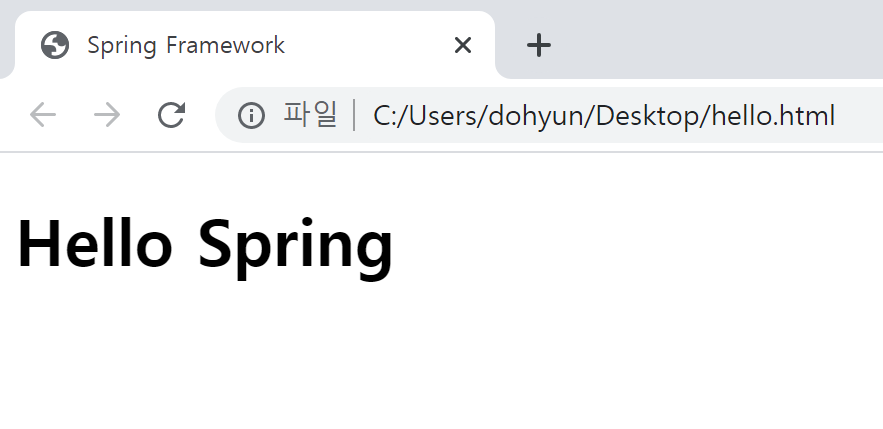 Spring Framework
파일 C:/Users/dohyun/Desktop/hello.html
Hello Spring